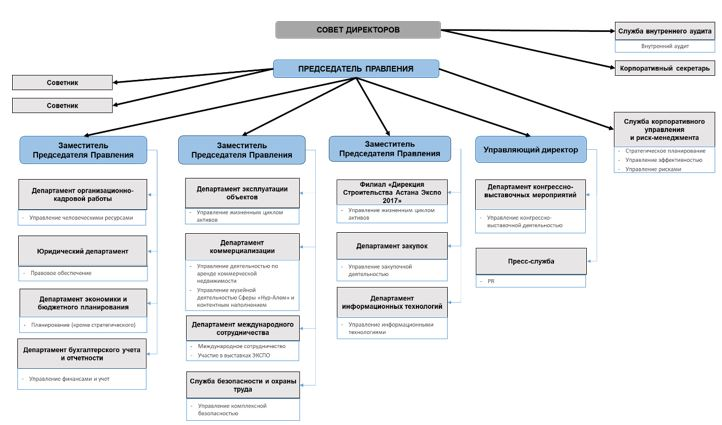 СОВЕТ ДИРЕКТОРОВ
Служба внутреннего аудита
Внутренний аудит
ПРЕДСЕДАТЕЛЬ ПРАВЛЕНИЯ
Корпоративный секретарь
Советник
Советник
Служба корпоративного
управления
и риск-менеджмента
- Стратегическое планирование
- Управление эффективностью
- Управление рисками
Заместитель
Председателя Правления
Заместитель
Председателя Правления
Заместитель
Председателя Правления
Управляющий директор
Департамент организационно-
кадровой работы
- Управление человеческими ресурсами
Юридический департамент
- Правовое обеспечение
Департамент экономики и
бюджетного планирования
- Планирование (кроме стратегического)
Департамент бухгалтерского учета
и отчетности
- Управление финансами и учет
Департамент эксплуатации
объектов
- Управление жизненным циклом
активов
Департамент
коммерциализации
- Управление деятельностью по
аренде коммерческой
недвижимости
- Управление музейной
деятельностью Сферы «Нур-Алем» и
контентным наполнением
Департамент международного
сотрудничества
- Международное сотрудничество
- Участие в выставках ЭКСПО
Служба безопасности и охраны
труда
- Управление комплексной
безопасностью
Филиал «Дирекция
Строительства Астана Экспо
2017»
- Управление жизненным циклом
активов
Департамент закупок
- Управление закупочной
деятельностью
Департамент
информационных технологий
- Управление информационными
технологиями
Департамент конгрессно-
выставочных мероприятий
- Управление конгрессно-
выставочной деятельностью
Пресс-служба
- PR